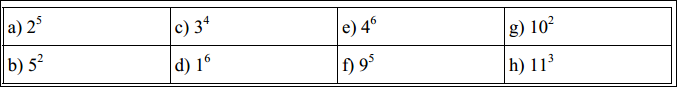 a) 2⁵ c) 3⁴ e) 4⁶ g) 10²
b) 5² d) 1⁶ f) 9⁵ h) 11³